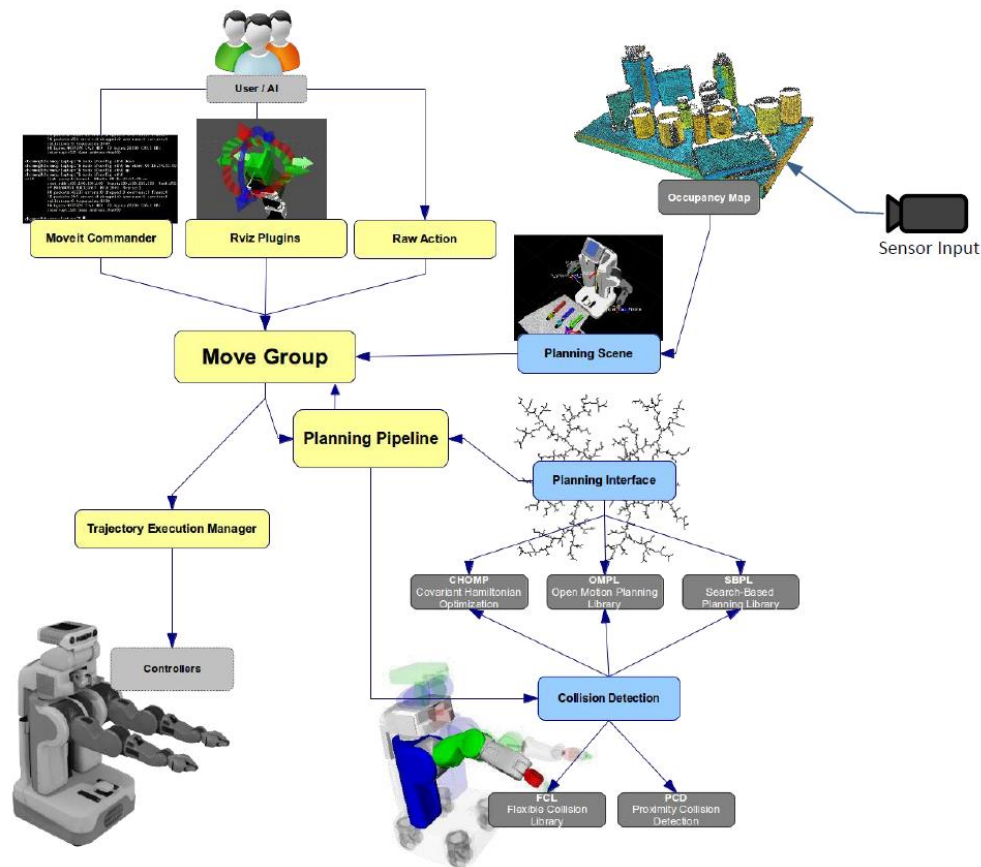 User / AI
MoveIt Commander
Rviz Plugins
Raw Action
Occupancy Map
Sensor Input
Move Group
Planning Scene
Planning Pipeline
Planning Interface
Trajectory Execution Manager
CHOMP
Covariant Hamiltonian
Optimization
OMPL
Open Motion Planning
Library
SBPL
Search-Based
Planning Library
Controllers
Collision Detection
FCL
Flexible Collision
Library
PCD
Proximity Collision
Detection